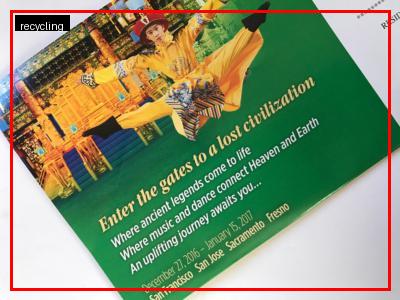 recycling
Enter the gates to a lost civilization
Where ancient legends come to life
Where music and dance connect Heaven and Earth
An uplifting journey awaits you...
December 27, 2016 – January 15, 2017
San Francisco San Jose Sacramento Fresno